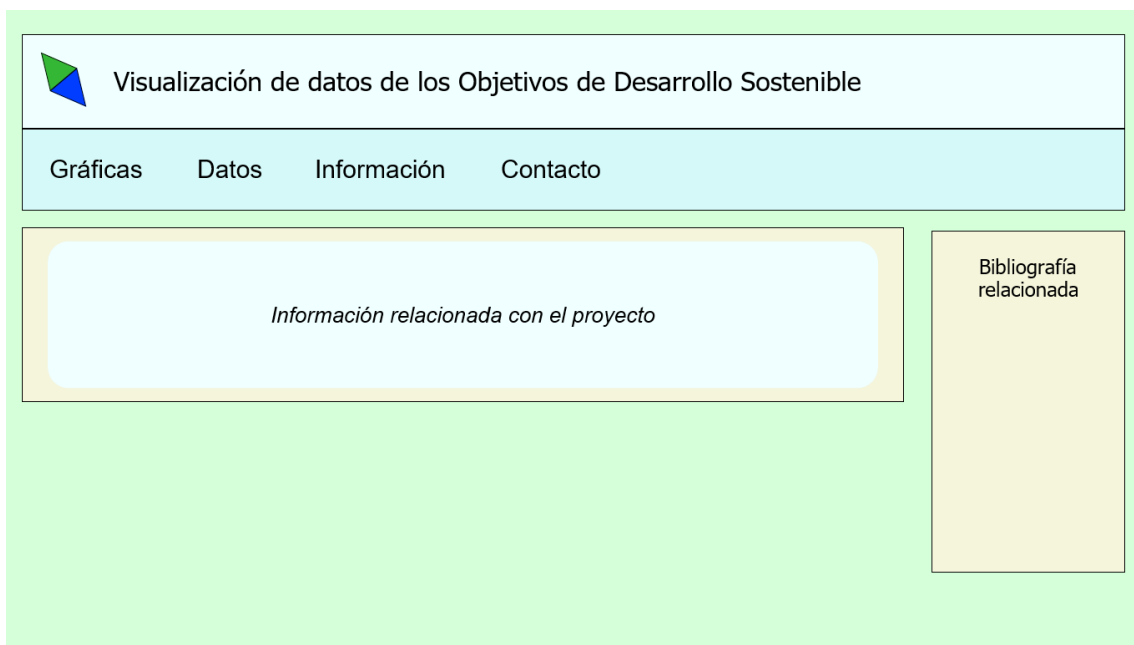 Visualización de datos de los Objetivos de Desarrollo Sostenible
Gráficas Datos Información Contacto
Información relacionada con el proyecto
Bibliografía
relacionada